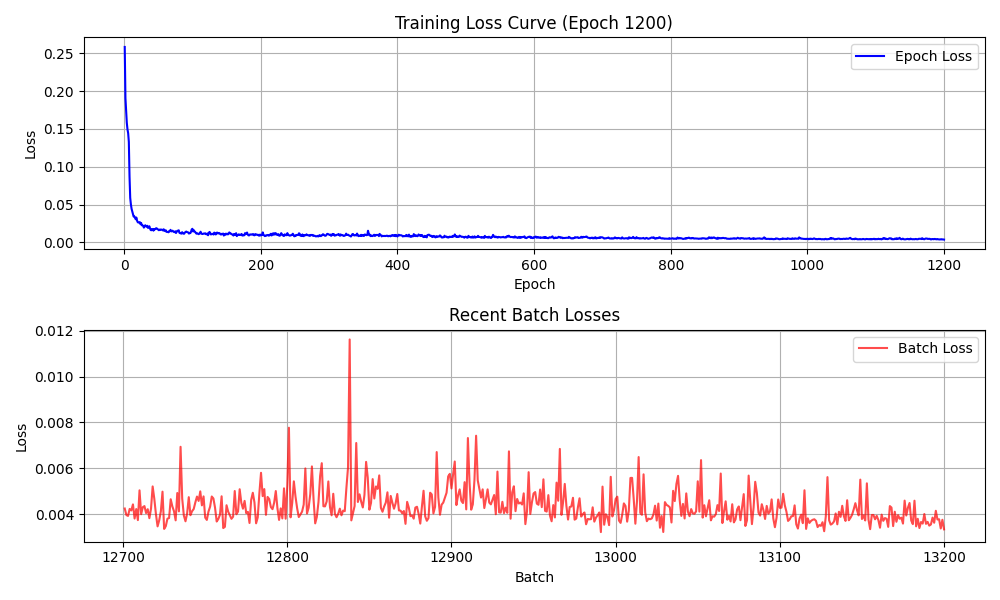 Training Loss Curve (Epoch 1200)
Loss
0.25
0.20
0.15
0.10
0.05
0.00
Epoch Loss
0 200 400 600 800 1000 1200
Epoch
Recent Batch Losses
Loss
0.012
0.010
0.008
0.006
0.004
Batch Loss
12700 12800 12900 13000 13100 13200
Batch